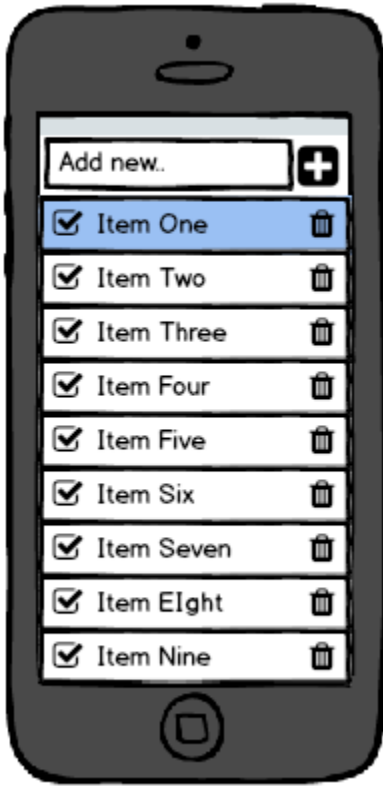 Add new..
Item One
Item Two
Item Three
Item Four
Item Five
Item Six
Item Seven
Item EIght
Item Nine